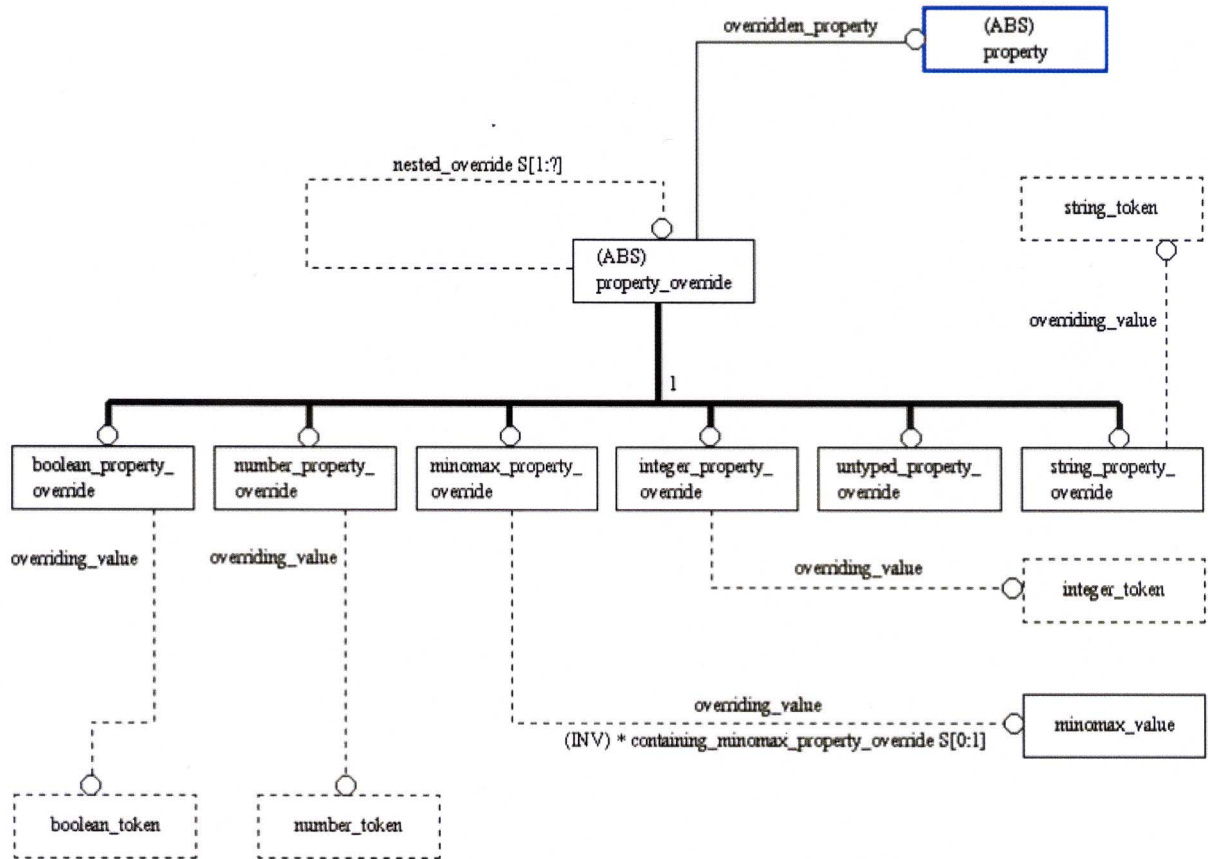 overridden_property
(ABS)
property
nested_override S[1:?]
string_token
(ABS)
property_override
overriding_value
1
boolean_property_
override
number_property_
override
minomax_property_
override
integer_property_
override
untyped_property_
override
string_property_
override
overriding_value
overriding_value
overriding_value
integer_token
overriding_value
(INV) * containing_minomax_property_override S[0:1]
minomax_value
boolean_token
number_token